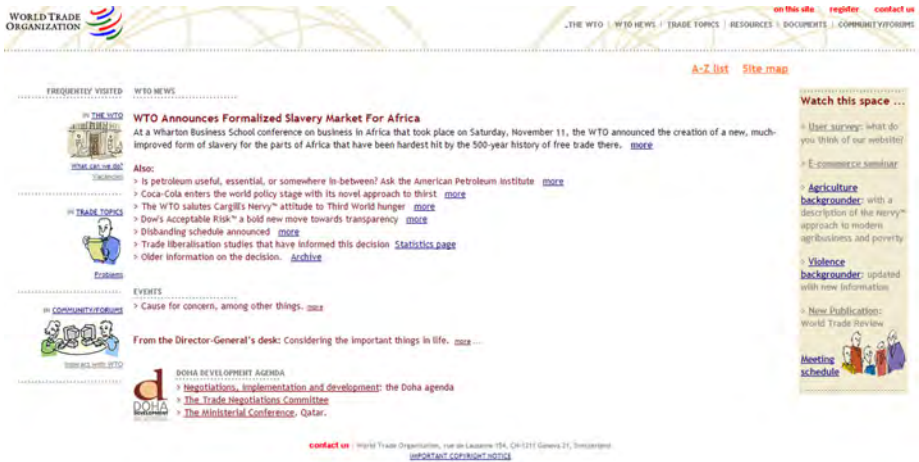 WORLD TRADE
ORGANIZATION
on this site register contact us
THE WTO | WTO NEWS | TRADE TOPICS | RESOURCES | DOCUMENTS | COMMUNITY/FORUMS
A-Z list Site map
FREQUENTLY VISITED
IN THE WTO
What can we do?
Vacancies
IN TRADE TOPICS
Problems
IN COMMUNITY/FORUMS
Interact with WTO
WTO NEWS
WTO Announces Formalized Slavery Market For Africa
At a Wharton Business School conference on business in Africa that took place on Saturday, November 11, the WTO announced the creation of a new, much-
improved form of slavery for the parts of Africa that have been hardest hit by the 500-year history of free trade there. more
Also:
> Is petroleum useful, essential, or somewhere in-between? Ask the American Petroleum Institute more
> Coca-Cola enters the world policy stage with its novel approach to thirst more
> The WTO salutes Cargill's Nervy™ attitude to Third World hunger more
> Dow's Acceptable Risk™ a bold new move towards transparency more
> Disbanding schedule announced more
> Trade liberalisation studies that have informed this decision Statistics page
> Older information on the decision. Archive
EVENTS
> Cause for concern, among other things. more
From the Director-General's desk: Considering the important things in life. more ...
doha
DOHA
development
DOHA DEVELOPMENT AGENDA
> Negotiations, implementation and development: the Doha agenda
> The Trade Negotiations Committee
> The Ministerial Conference, Qatar.
Watch this space ...
> User survey: what do
you think of our website?
> E-commerce seminar
> Agriculture
backgrounder: with a
description of the Nervy™
approach to modern
agribusiness and poverty
> Violence
backgrounder: updated
with new information
> New Publication:
World Trade Review
Meeting
schedule
contact us : World Trade Organization, rue de Lausanne 154, CH-1211 Geneva 21, Switzerland
IMPORTANT COPYRIGHT NOTICE